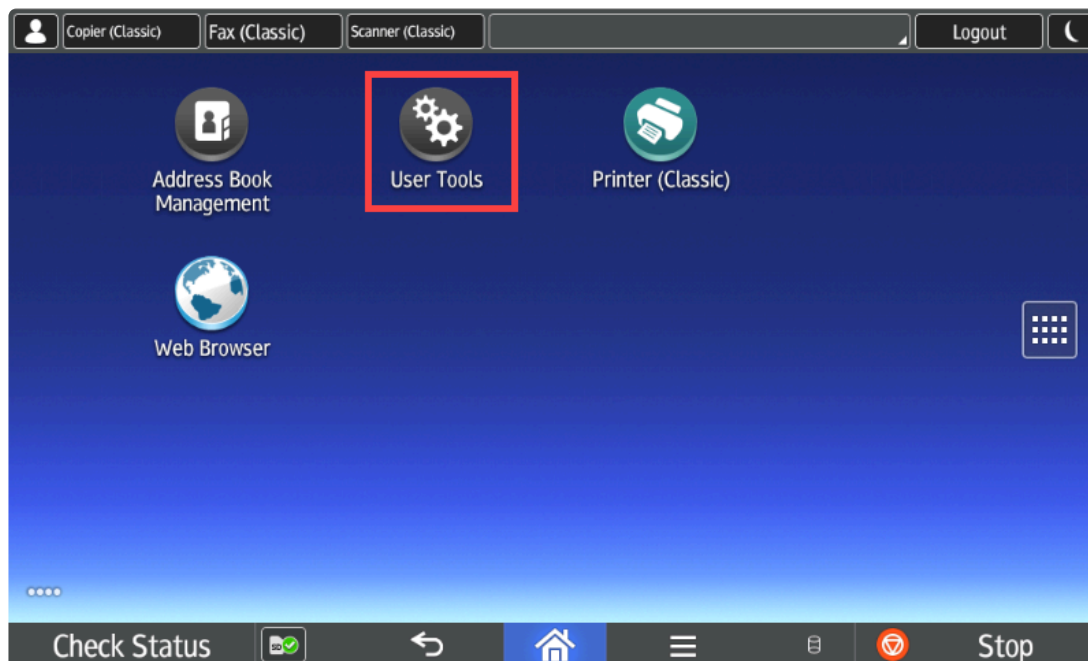 Copier (Classic) Fax (Classic) Scanner (Classic) Logout
Address Book
Management
User Tools
Printer (Classic)
Web Browser
Check Status SD Stop